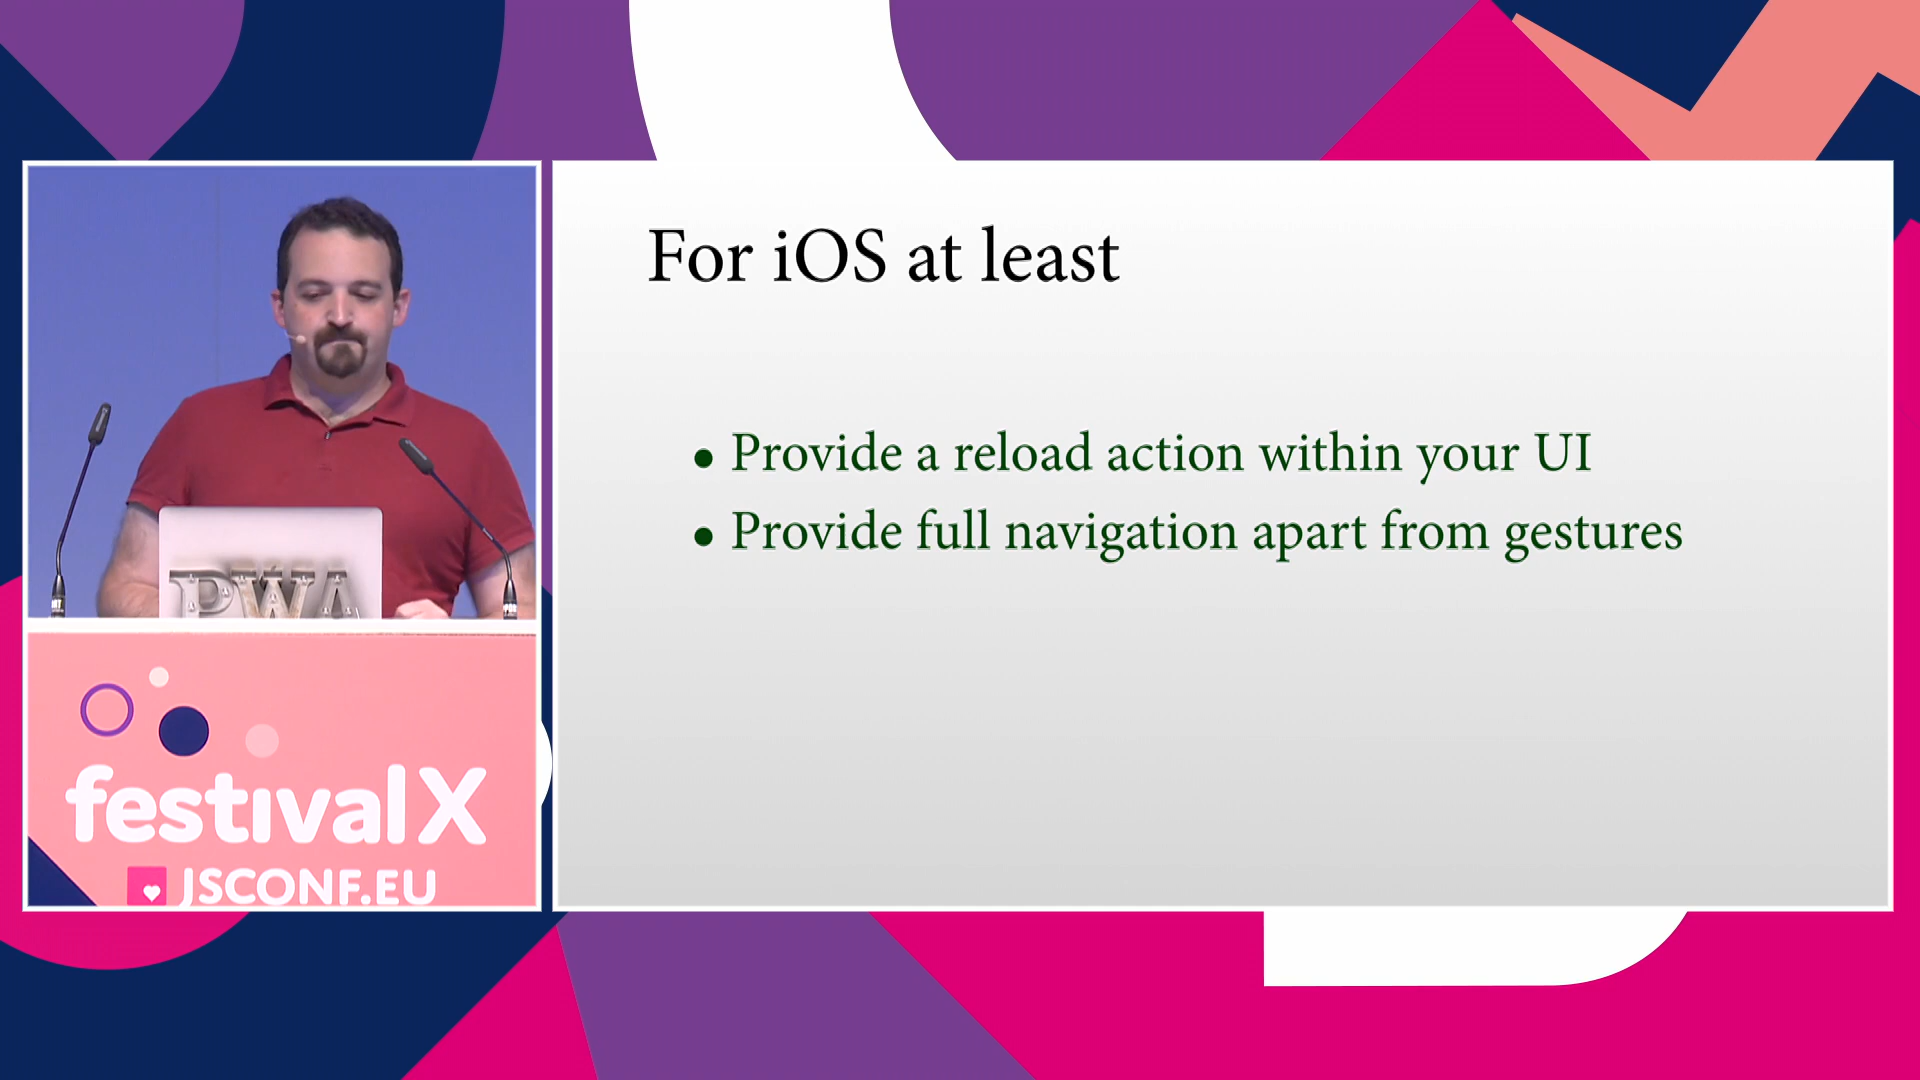 For iOS at least
• Provide a reload action within your UI
• Provide full navigation apart from gestures
PWA
festival X
JSCONF.EU